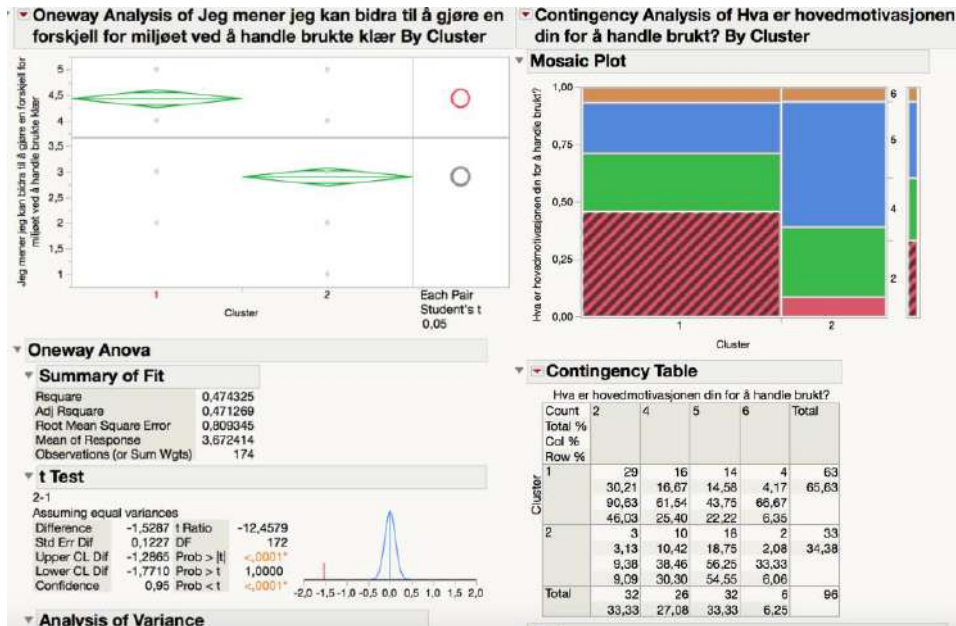 Oneway Analysis of Jeg mener jeg kan bidra til å gjøre en
forskjell for miljøet ved å handle brukte klær By Cluster
Jeg mener jeg kan bidra til å gjøre en forskjell for
miljøet ved å handle brukte klær
5
4,5
4
3,5
3
2,5
2
1,5
1
1
2
Cluster
Each Pair
Student's t
0,05
Oneway Anova
Summary of Fit
Rsquare 0,474325
Adj Rsquare 0,471269
Root Mean Square Error 0,809345
Mean of Response 3,672414
Observations (or Sum Wgts) 174
t Test
2-1
Assuming equal variances
Difference -1,5287 t Ratio -12,4579
Std Err Dif 0,1227 DF 172
Upper CL Dif -1,2865 Prob > |t| <,0001*
Lower CL Dif -1,7710 Prob > t 1,0000
Confidence 0,95 Prob < t <,0001*
-2,0 -1,5 -1,0 -0,5 0,0 0,5 1,0 1,5 2,0
Analysis of Variance
Contingency Analysis of Hva er hovedmotivasjonen
din for å handle brukt? By Cluster
Mosaic Plot
Hva er hovedmotivasjonen din for å handle brukt?
1,00
0,75
0,50
0,25
0,00
6
5
4
2
1
2
Cluster
Contingency Table
Hva er hovedmotivasjonen din for å handle brukt?
Count 2 4 5 6 Total
Total %
Col %
Row %
Cluster
1 29 16 14 4 63
30,21 16,67 14,58 4,17 65,63
90,63 61,54 43,75 66,67
46,03 25,40 22,22 6,35
2 3 10 18 2 33
3,13 10,42 18,75 2,08 34,38
9,38 38,46 56,25 33,33
9,09 30,30 54,55 6,06
Total 32 26 32 6 96
33,33 27,08 33,33 6,25